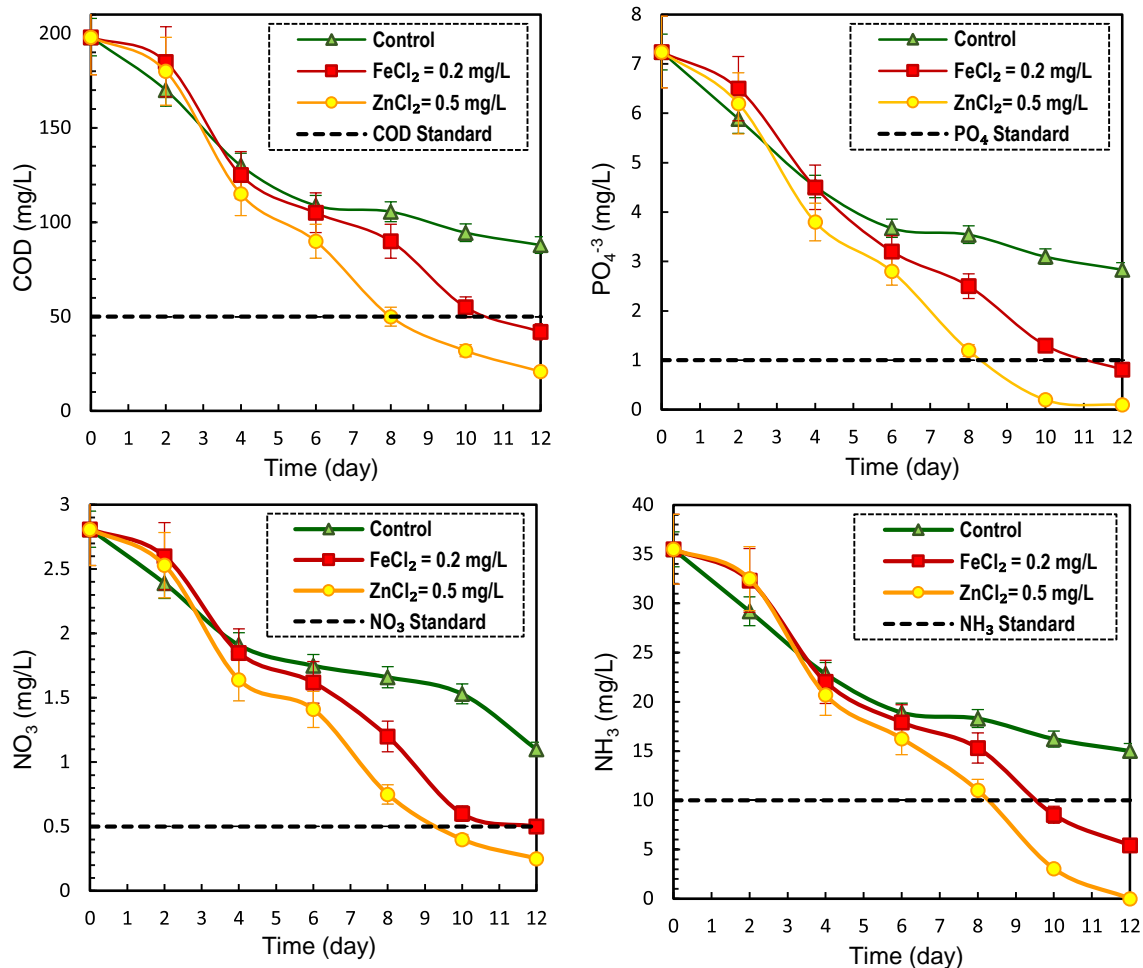 200
150
100
50
0
COD (mg/L)
Control
FeCl₂ = 0.2 mg/L
ZnCl₂= 0.5 mg/L
COD Standard
0 1 2 3 4 5 6 7 8 9 10 11 12
Time (day)
8
7
6
5
4
3
2
1
0
PO₄⁻³ (mg/L)
Control
FeCl₂ = 0.2 mg/L
ZnCl₂= 0.5 mg/L
PO₄ Standard
0 1 2 3 4 5 6 7 8 9 10 11 12
Time (day)
3
2.5
2
1.5
1
0.5
0
NO₃ (mg/L)
Control
FeCl₂ = 0.2 mg/L
ZnCl₂= 0.5 mg/L
NO₃ Standard
0 1 2 3 4 5 6 7 8 9 10 11 12
Time (day)
40
35
30
25
20
15
10
5
0
NH₃ (mg/L)
Control
FeCl₂ = 0.2 mg/L
ZnCl₂= 0.5 mg/L
NH₃ Standard
0 1 2 3 4 5 6 7 8 9 10 11 12
Time (day)